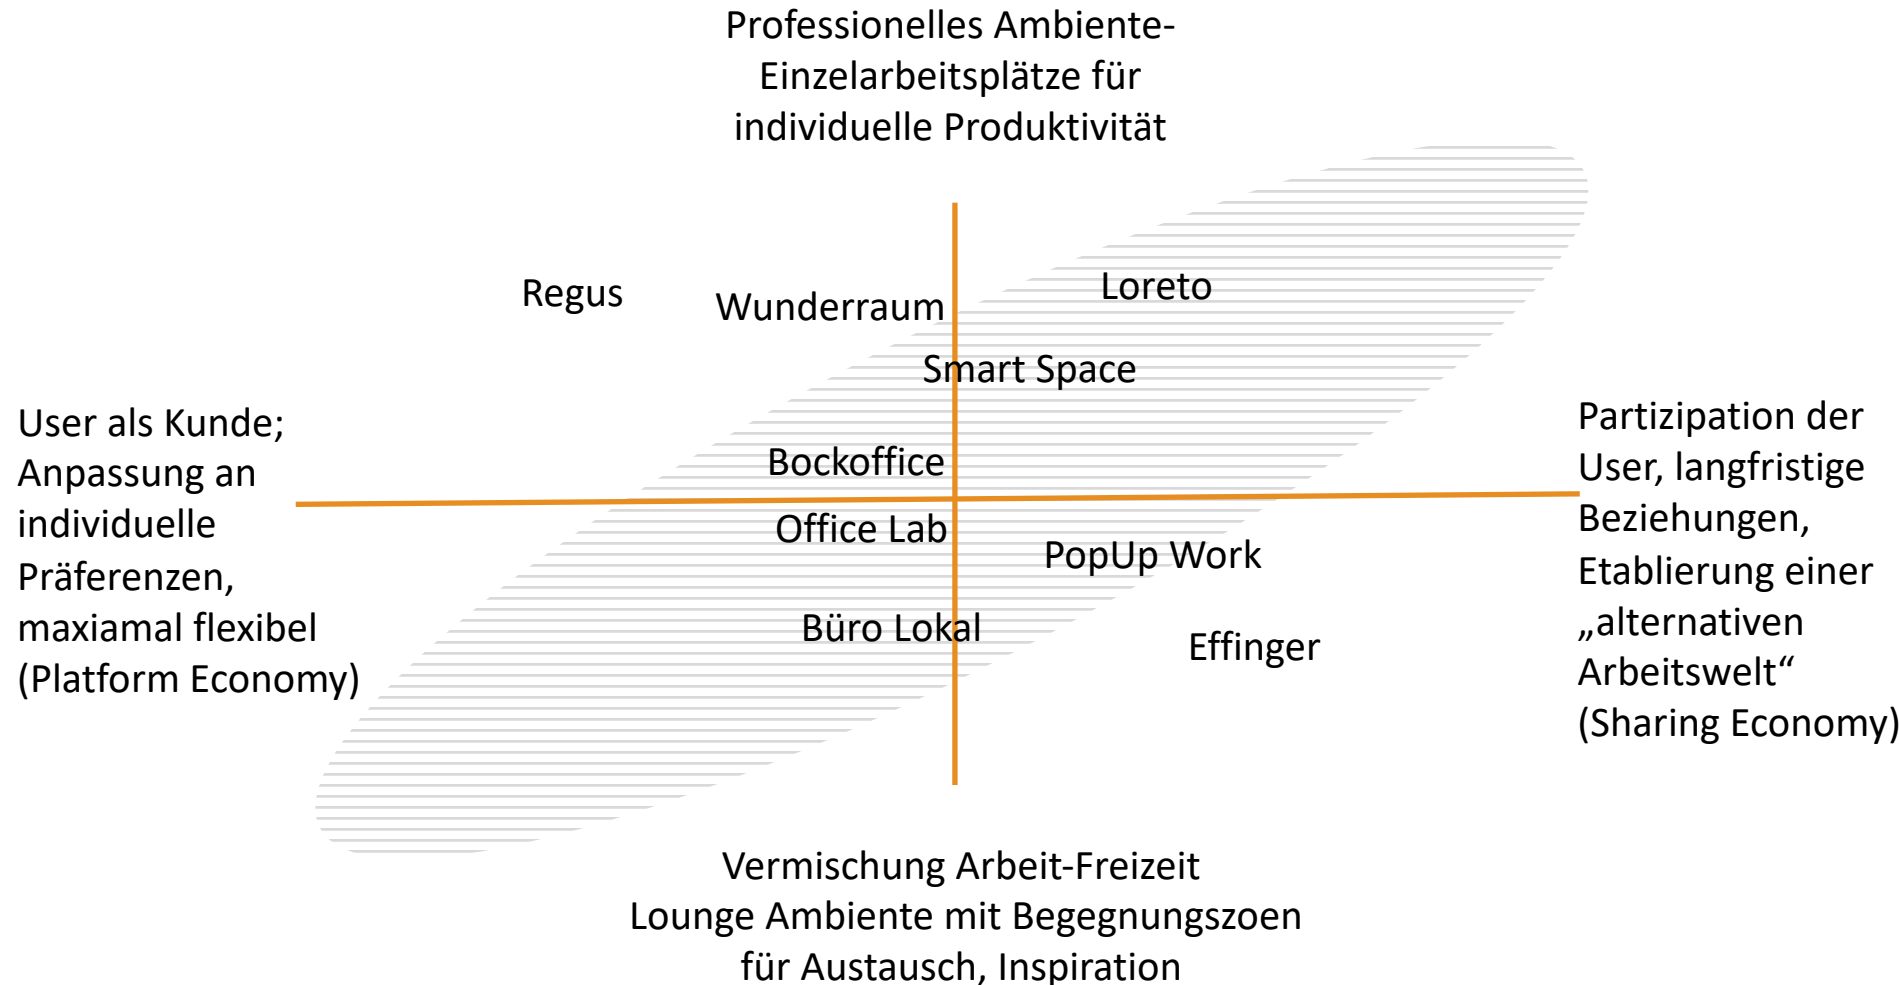 Professionelles Ambiente-
Einzelarbeitsplätze für
individuelle Produktivität
Regus
Wunderraum
Loreto
Smart Space
User als Kunde;
Anpassung an
individuelle
Präferenzen,
maxiamal flexibel
(Platform Economy)
Bockoffice
Office Lab
PopUp Work
Büro Lokal
Effinger
Partizipation der
User, langfristige
Beziehungen,
Etablierung einer
„alternativen
Arbeitswelt“
(Sharing Economy)
Vermischung Arbeit-Freizeit
Lounge Ambiente mit Begegnungszoen
für Austausch, Inspiration